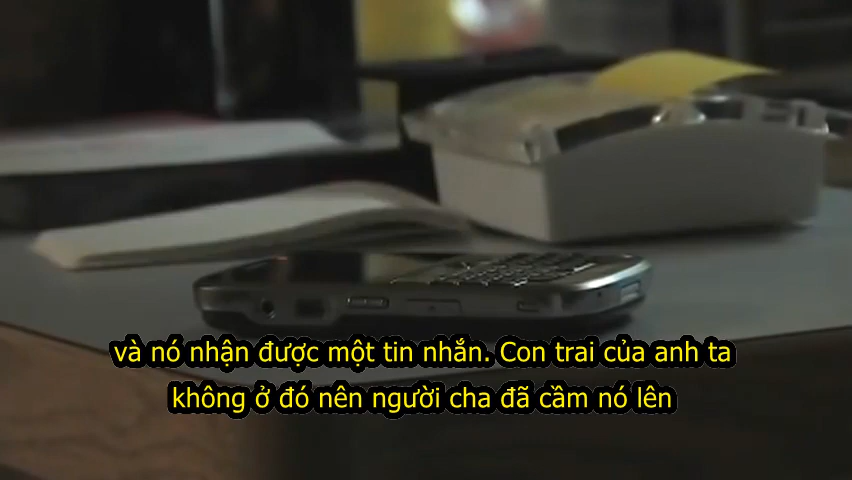 và nó nhận được một tin nhắn. Con trai của anh ta
không ở đó nên người cha đã cầm nó lên